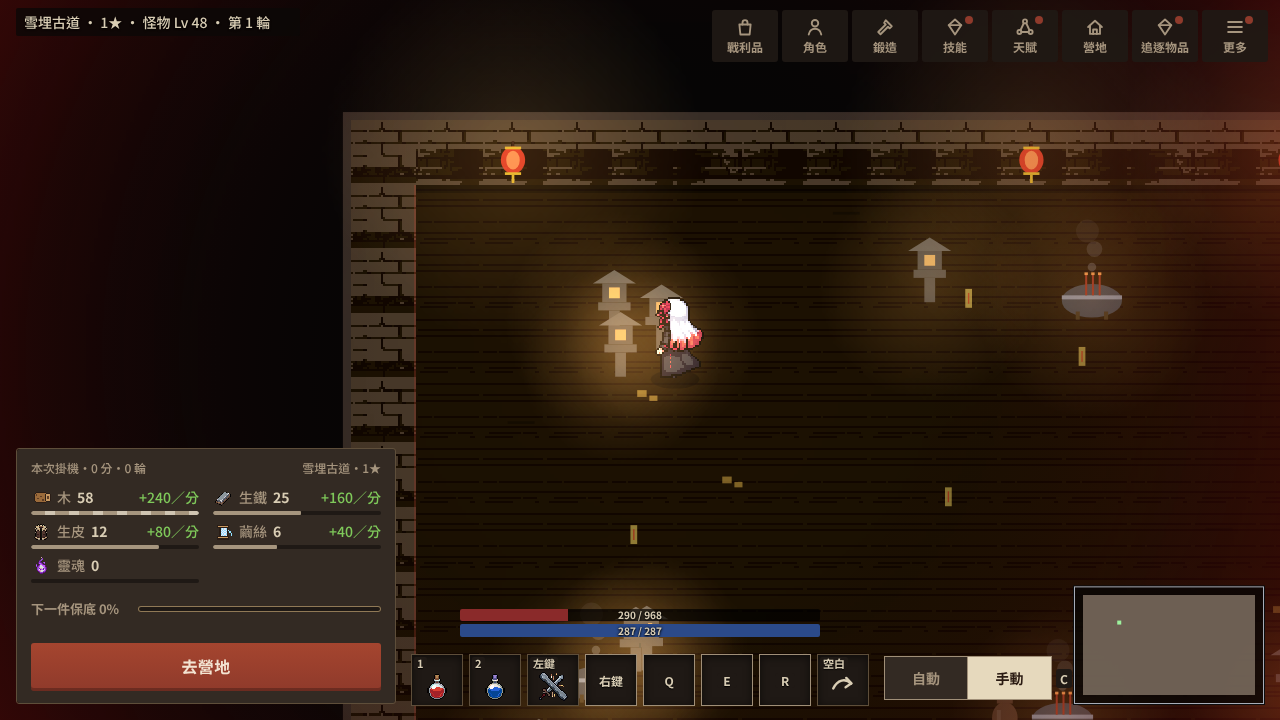 雪埋古道 • 1★ • 怪物 Lv 48 • 第 1 輪
戰利品
角色
鍛造
技能
天賦
營地
追逐物品
更多
本次掛機・0 分・0 輪
雪埋古道・1★
木 58 +240／分
生鐵 25 +160／分
生皮 12 +80／分
繭絲 6 +40／分
靈魂 0
下一件保底 0%
去營地
290 / 968
287 / 287
1
2
左鍵
右鍵
Q
E
R
空白
自動
手動
C